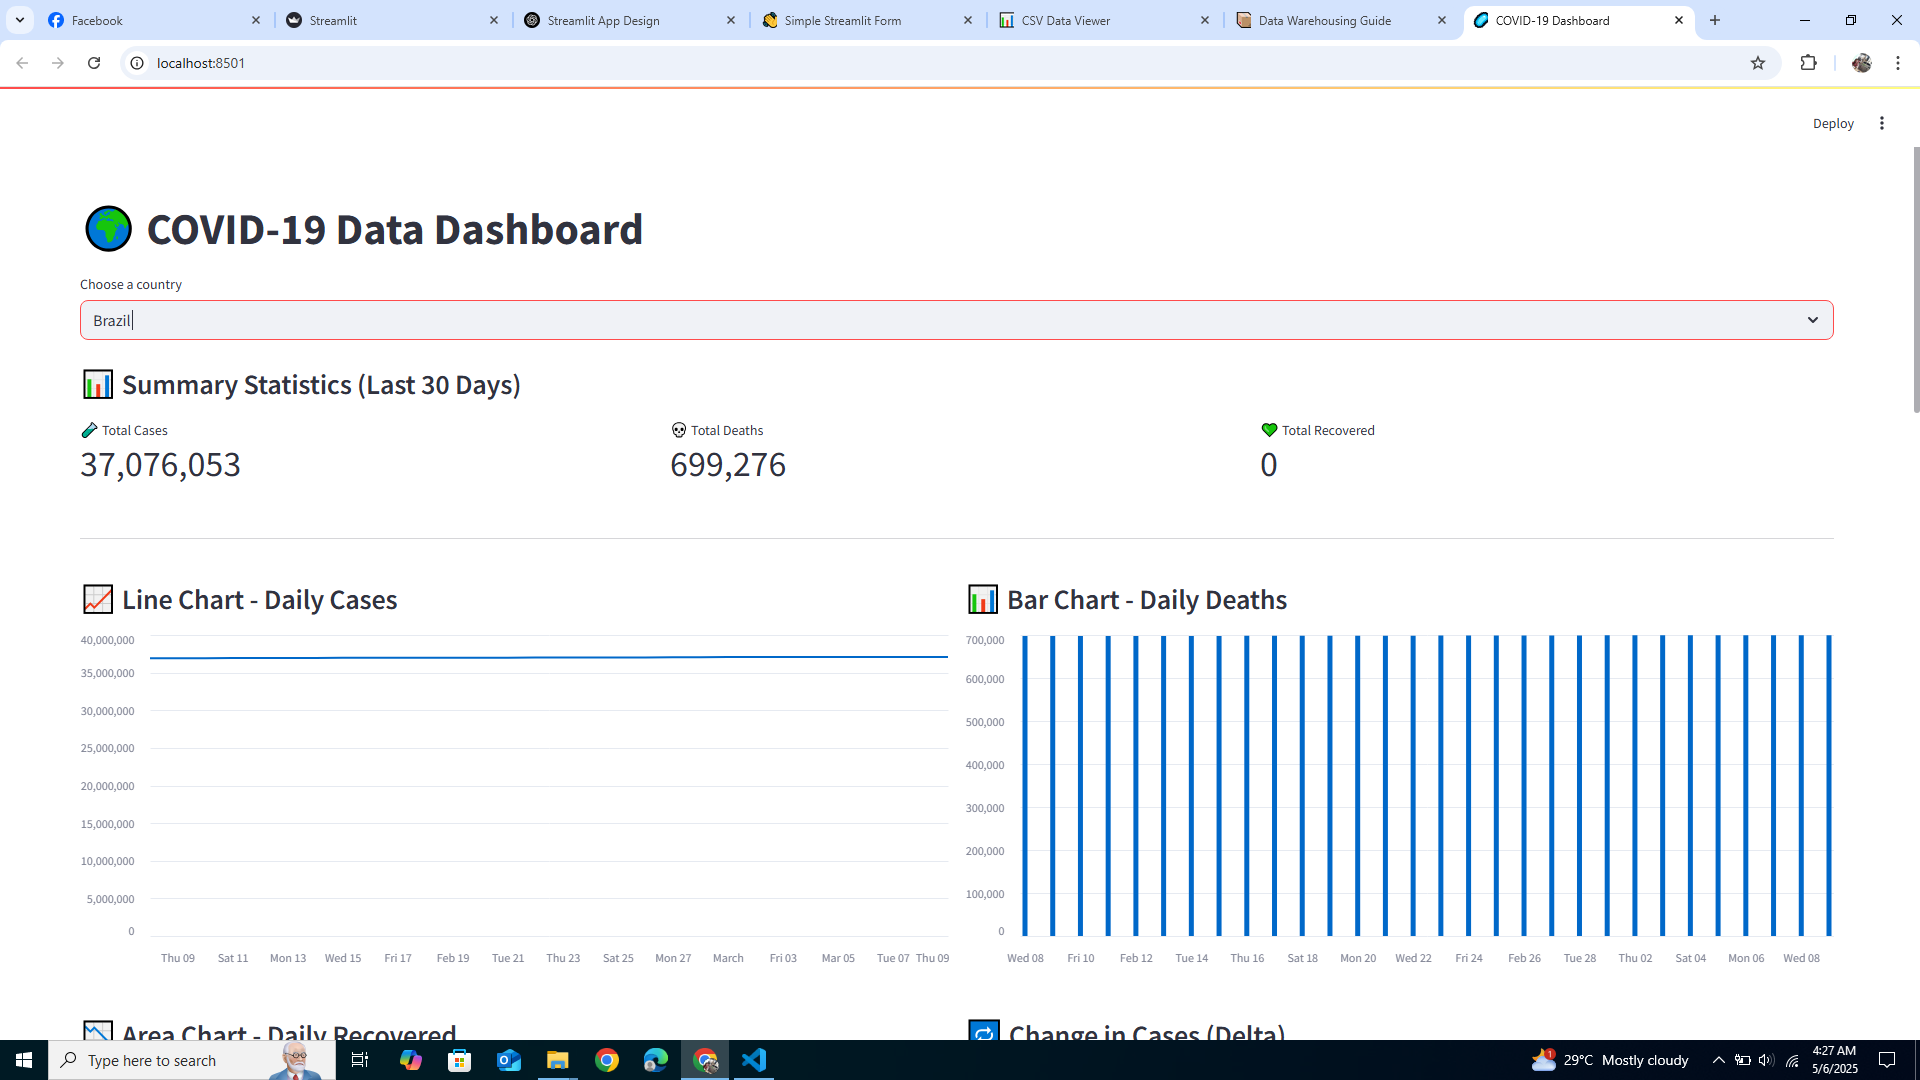 Facebook
Streamlit
Streamlit App Design
Simple Streamlit Form
CSV Data Viewer
Data Warehousing Guide
COVID-19 Dashboard
localhost:8501
Deploy
COVID-19 Data Dashboard
Choose a country
Brazil
Summary Statistics (Last 30 Days)
Total Cases
37,076,053
Total Deaths
699,276
Total Recovered
0
Line Chart - Daily Cases
40,000,000
35,000,000
30,000,000
25,000,000
20,000,000
15,000,000
10,000,000
5,000,000
0
Thu 09 Sat 11 Mon 13 Wed 15 Fri 17 Feb 19 Tue 21 Thu 23 Sat 25 Mon 27 March Fri 03 Mar 05 Tue 07 Thu 09
Bar Chart - Daily Deaths
700,000
600,000
500,000
400,000
300,000
200,000
100,000
0
Wed 08 Fri 10 Feb 12 Tue 14 Thu 16 Sat 18 Mon 20 Wed 22 Fri 24 Feb 26 Tue 28 Thu 02 Sat 04 Mon 06 Wed 08
Area Chart - Daily Recovered
Change in Cases (Delta)
Type here to search
1
29°C Mostly cloudy
4:27 AM
5/6/2025